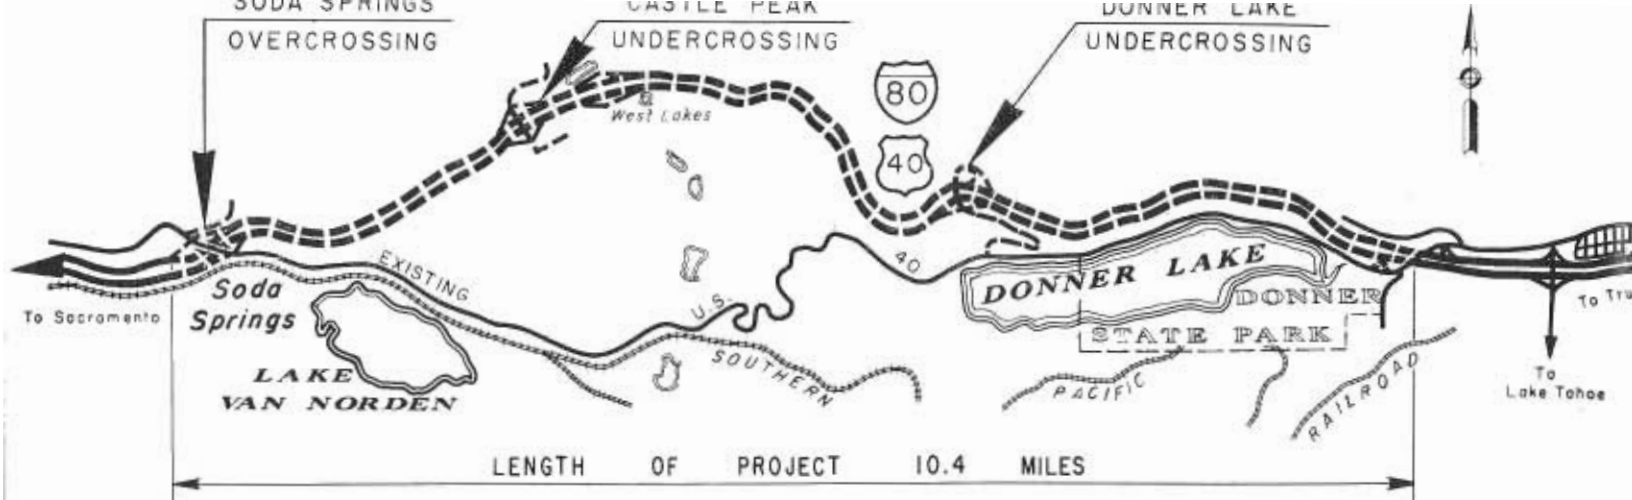 SODA SPRINGS
OVERCROSSING
CASTLE PEAK
UNDERCROSSING
DONNER LAKE
UNDERCROSSING
80
40
West Lakes
EXISTING
U.S.
40
To Sacramento
Soda
Springs
LAKE
VAN NORDEN
DONNER LAKE
DONNER
STATE PARK
SOUTHERN
PACIFIC
RAILROAD
To Tru
To
Lake Tahoe
LENGTH OF PROJECT 10.4 MILES